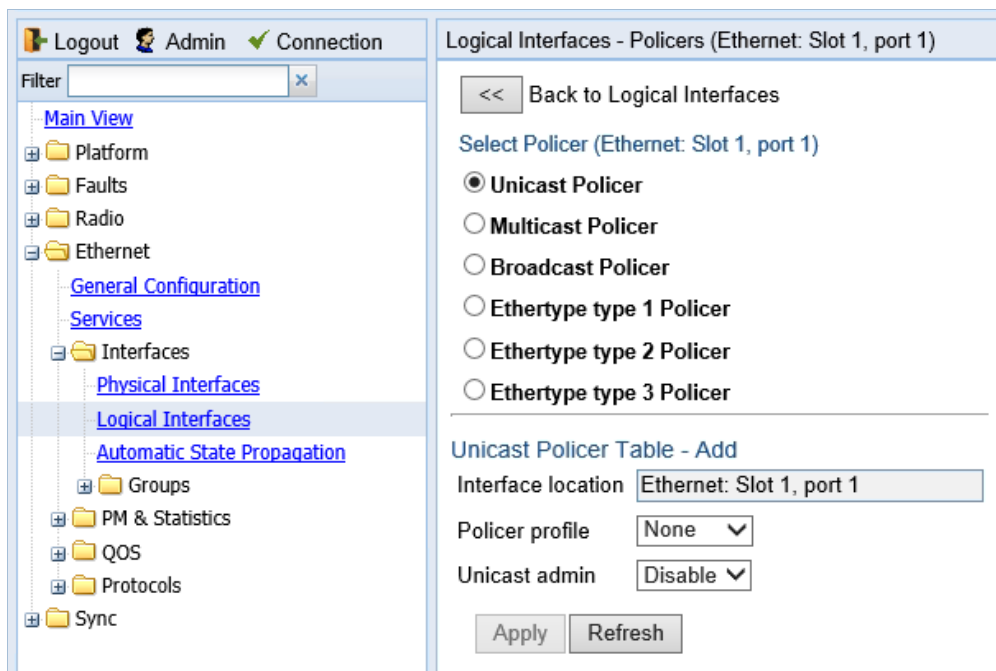 Logout Admin Connection
Filter
Main View
Platform
Faults
Radio
Ethernet
General Configuration
Services
Interfaces
Physical Interfaces
Logical Interfaces
Automatic State Propagation
Groups
PM & Statistics
QOS
Protocols
Sync
Logical Interfaces - Policers (Ethernet: Slot 1, port 1)
<< Back to Logical Interfaces
Select Policer (Ethernet: Slot 1, port 1)
Unicast Policer
Multicast Policer
Broadcast Policer
Ethertype type 1 Policer
Ethertype type 2 Policer
Ethertype type 3 Policer
Unicast Policer Table - Add
Interface location Ethernet: Slot 1, port 1
Policer profile None
Unicast admin Disable
Apply Refresh